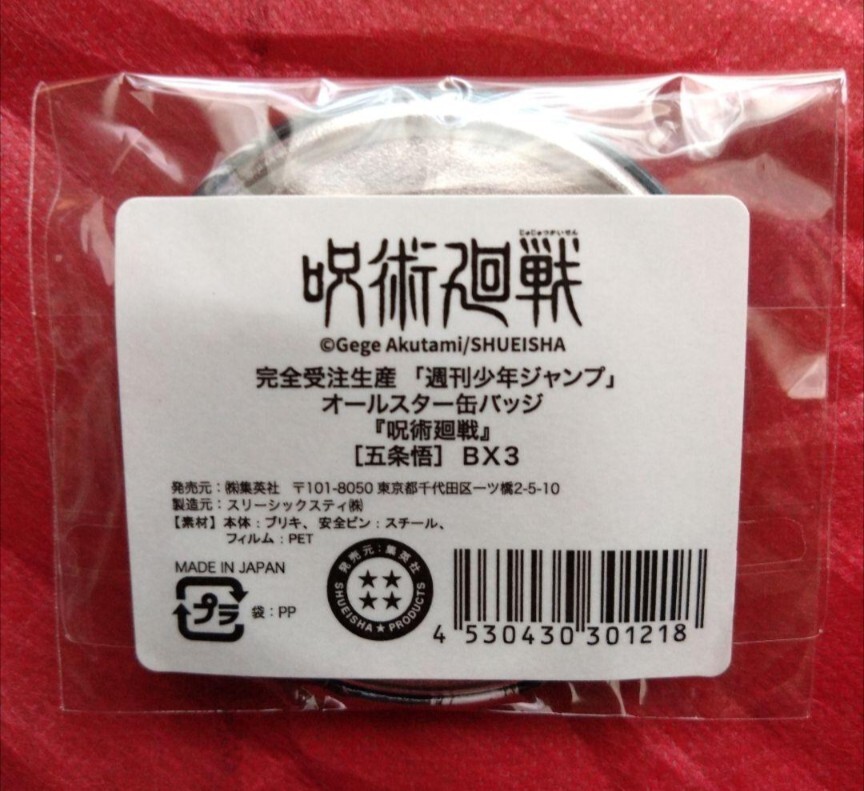 じゅじゅつかいせん
呪術廻戦
©Gege Akutami/SHUEISHA
完全受注生産 「週刊少年ジャンプ」
オールスター缶バッジ
『呪術廻戦』
［五条悟］ BX3
発売元：㈱集英社 〒101-8050 東京都千代田区一ツ橋2-5-10
製造元：スリーシックスティ㈱
【素材】本体：ブリキ、安全ピン：スチール、
フィルム：PET
MADE IN JAPAN
プラ 袋：PP
発売元：集英社
SHUEISHA★PRODUCTS
4 530430 301218